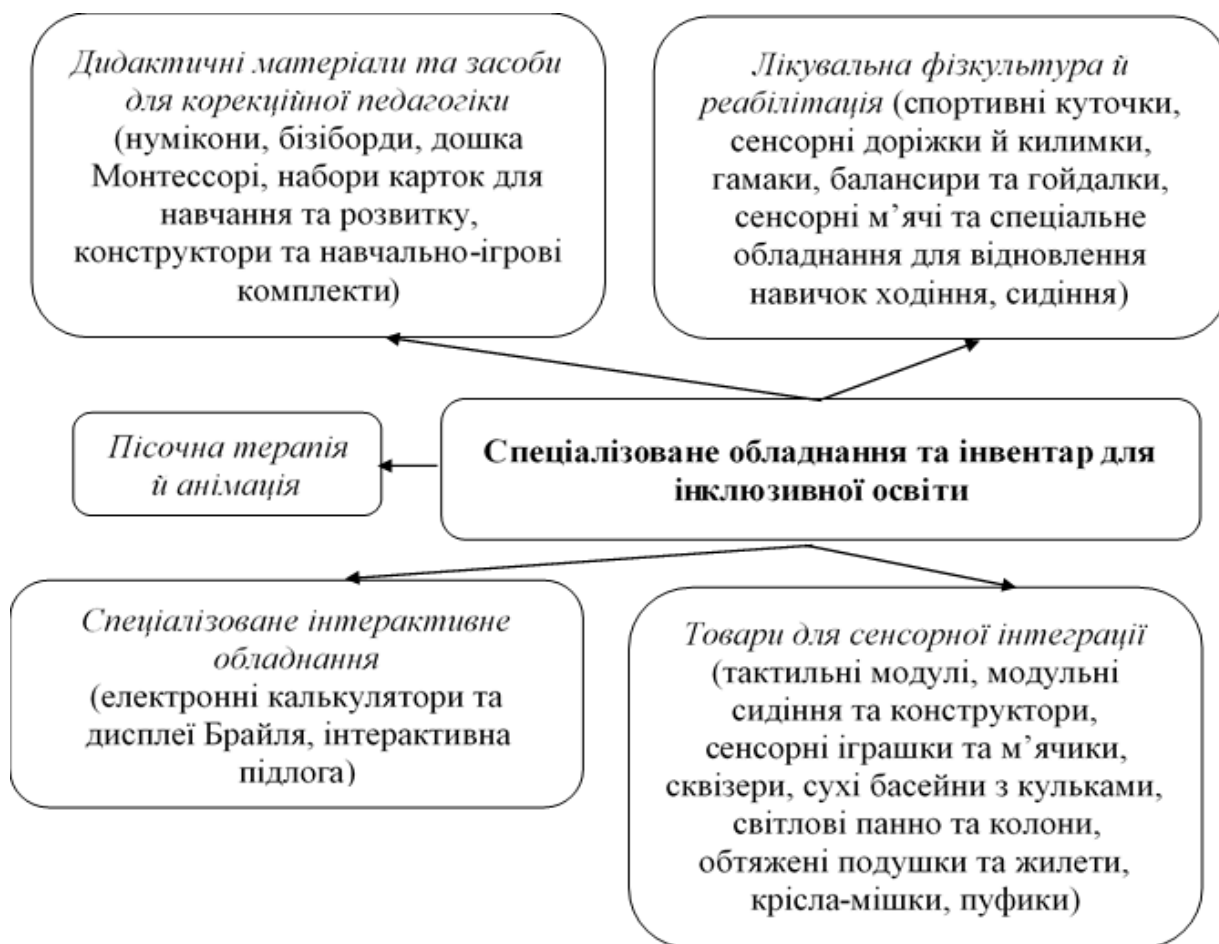 Дидактичні матеріали та засоби
для корекційної педагогіки
(нумікони, бізіборди, дошка
Монтессорі, набори карток для
навчання та розвитку,
конструктори та навчально-ігрові
комплекти)
Лікувальна фізкультура й
реабілітація (спортивні куточки,
сенсорні доріжки й килимки,
гамаки, балансири та гойдалки,
сенсорні м’ячі та спеціальне
обладнання для відновлення
навичок ходіння, сидіння)
Пісочна терапія
й анімація
Спеціалізоване обладнання та інвентар для
інклюзивної освіти
Спеціалізоване інтерактивне
обладнання
(електронні калькулятори та
дисплеї Брайля, інтерактивна
підлога)
Товари для сенсорної інтеграції
(тактильні модулі, модульні
сидіння та конструктори,
сенсорні іграшки та м’ячики,
сквізери, сухі басейни з кульками,
світлові панно та колони,
обтяжені подушки та жилети,
крісла-мішки, пуфики)